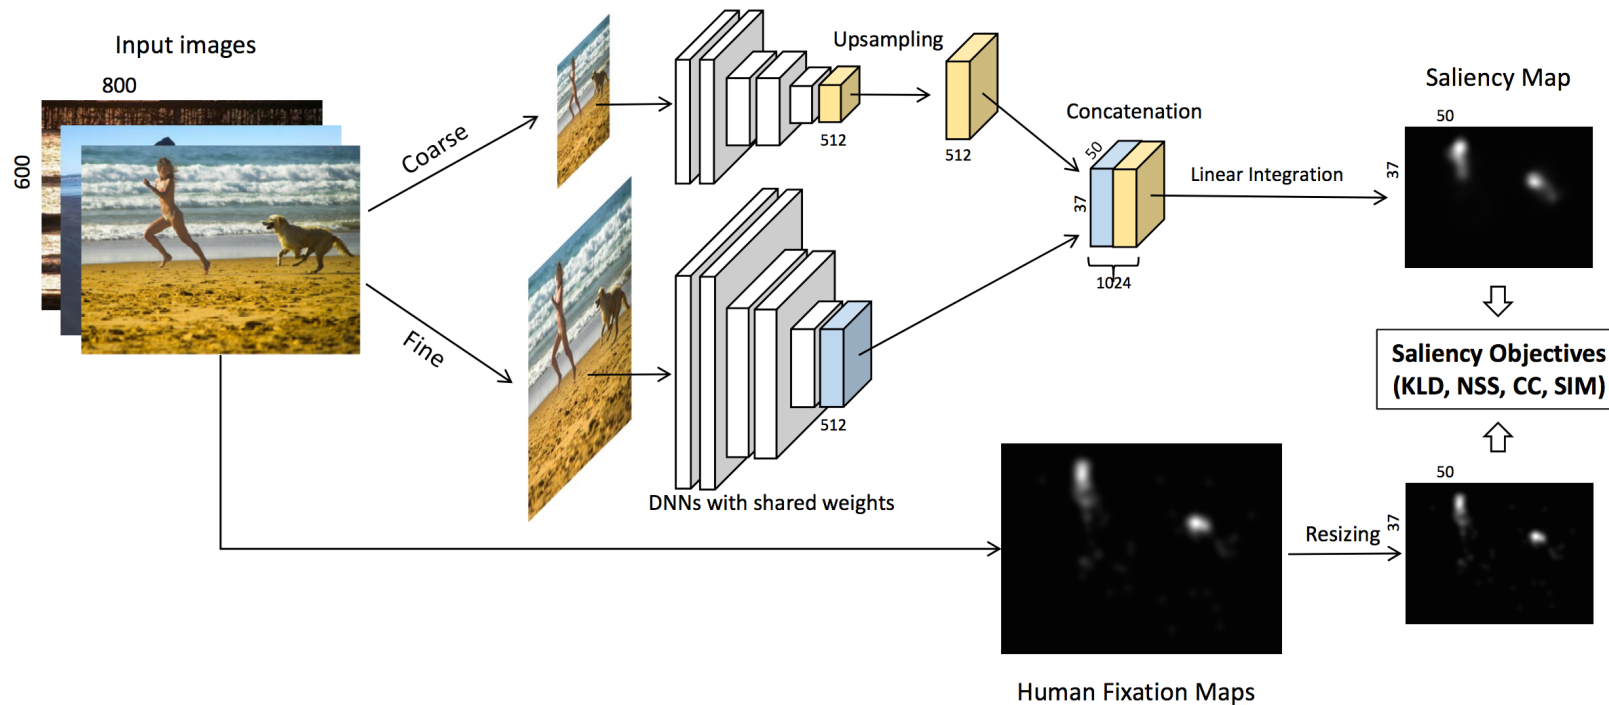 Input images
800
600
Coarse
Fine
512
Upsampling
512
Concatenation
50
37
1024
512
DNNs with shared weights
Linear Integration
Saliency Map
50
37
Saliency Objectives
(KLD, NSS, CC, SIM)
50
37
Resizing
Human Fixation Maps